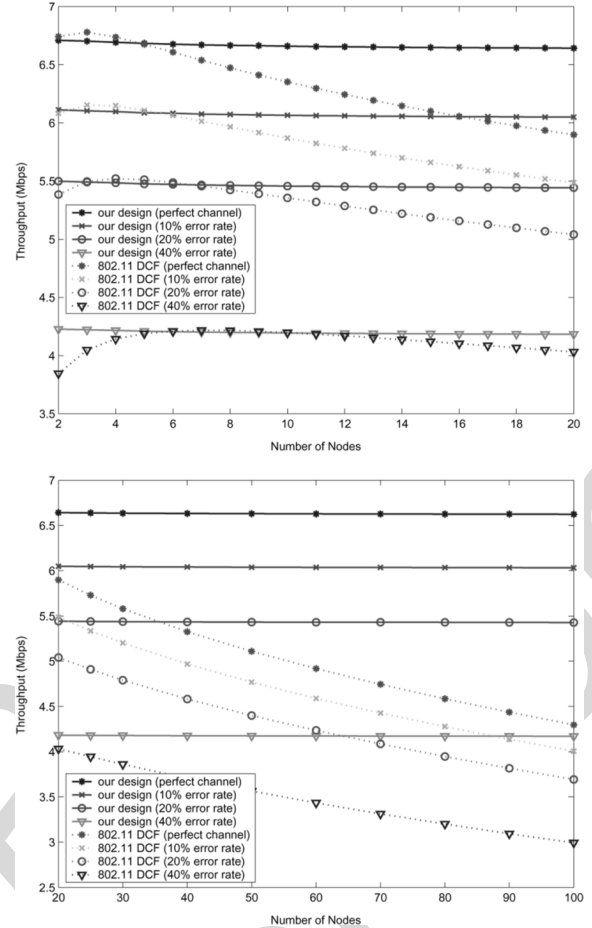 7
6.5
6
5.5
5
4.5
4
3.5
Throughput (Mbps)
our design (perfect channel)
our design (10% error rate)
our design (20% error rate)
our design (40% error rate)
802.11 DCF (perfect channel)
802.11 DCF (10% error rate)
802.11 DCF (20% error rate)
802.11 DCF (40% error rate)
2 4 6 8 10 12 14 16 18 20
Number of Nodes
7
6.5
6
5.5
5
4.5
4
3.5
3
2.5
Throughput (Mbps)
our design (perfect channel)
our design (10% error rate)
our design (20% error rate)
our design (40% error rate)
802.11 DCF (perfect channel)
802.11 DCF (10% error rate)
802.11 DCF (20% error rate)
802.11 DCF (40% error rate)
20 30 40 50 60 70 80 90 100
Number of Nodes